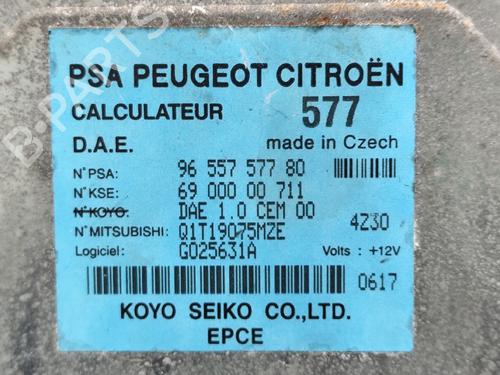 B-PARTS
PSA PEUGEOT CITROËN
CALCULATEUR 577
D.A.E. made in Czech
N°PSA: 96 557 577 80
N°KSE: 69 000 00 711
N°KOYO: DAE 1.0 CEM 00
N°MITSUBISHI: Q1T19075MZE 4Z30
Logiciel: G025631A Volts : +12V
0617
KOYO SEIKO CO.,LTD.
EPCE